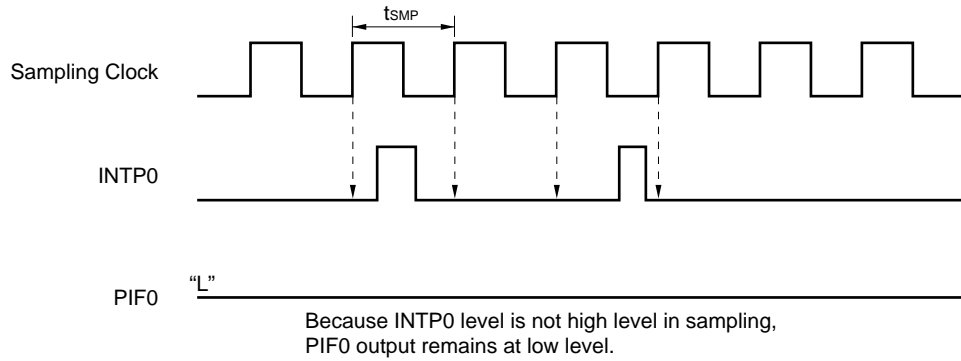 tSMP
Sampling Clock
INTP0
“L”
PIF0
Because INTP0 level is not high level in sampling,
PIF0 output remains at low level.